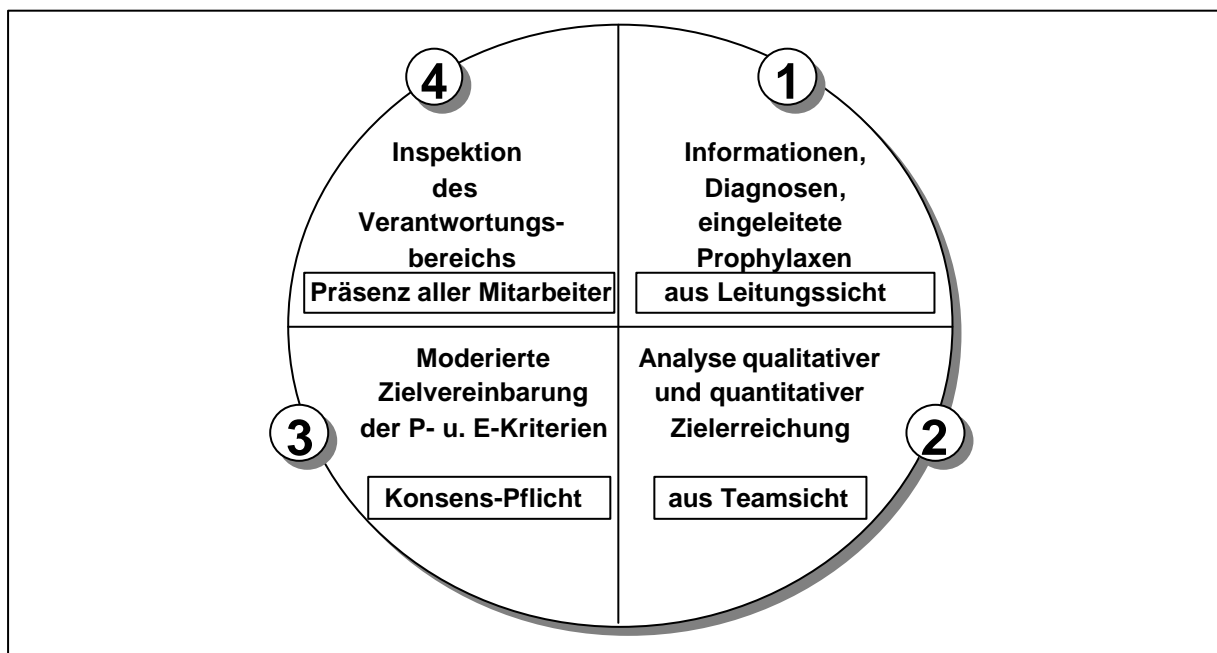 4
Inspektion
des
Verantwortungs-
bereichs
Präsenz aller Mitarbeiter
1
Informationen,
Diagnosen,
eingeleitete
Prophylaxen
aus Leitungssicht
3
Moderierte
Zielvereinbarung
der P- u. E-Kriterien
Konsens-Pflicht
2
Analyse qualitativer
und quantitativer
Zielerreichung
aus Teamsicht